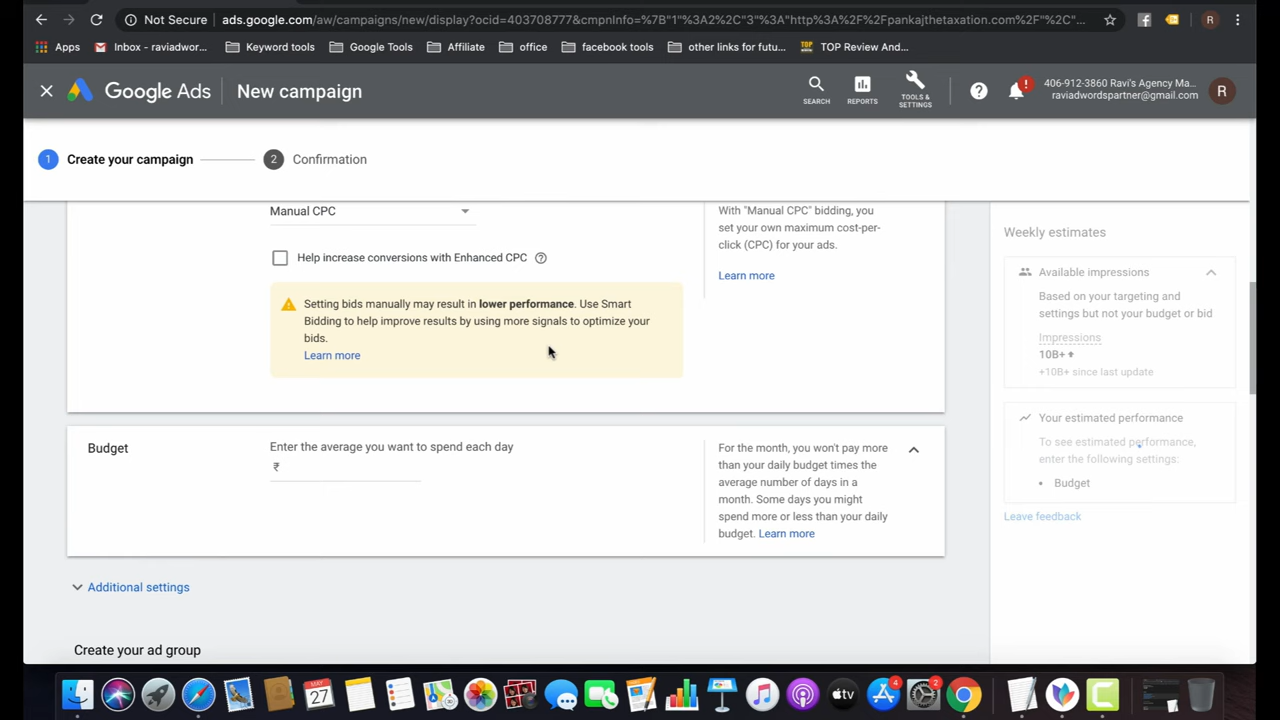 Not Secure
ads.google.com/aw/campaigns/new/display?ocid=403708777&cmpnInfo=%7B"1"%3A2%2C"3"%3A"http%3A%2F%2Fpankajthetaxation.com%2F"%2C"...
R
Apps
Inbox - raviadwor...
Keyword tools
Google Tools
Affiliate
office
facebook tools
other links for futu...
TOP Review And...
Google Ads
New campaign
SEARCH
REPORTS
TOOLS &
SETTINGS
406-912-3860 Ravi's Agency Ma...
raviadwordspartner@gmail.com
R
1 Create your campaign
2 Confirmation
Manual CPC
Help increase conversions with Enhanced CPC
Setting bids manually may result in lower performance. Use Smart
Bidding to help improve results by using more signals to optimize your
bids.
Learn more
With "Manual CPC" bidding, you
set your own maximum cost-per-
click (CPC) for your ads.
Learn more
Budget
Enter the average you want to spend each day
₹
For the month, you won't pay more
than your daily budget times the
average number of days in a
month. Some days you might
spend more or less than your daily
budget. Learn more
Additional settings
Create your ad group
Weekly estimates
Available impressions
Based on your targeting and
settings but not your budget or bid
Impressions
10B+
+10B+ since last update
Your estimated performance
To see estimated performance,
enter the following settings:
• Budget
Leave feedback
MAY
27
tv
4
2